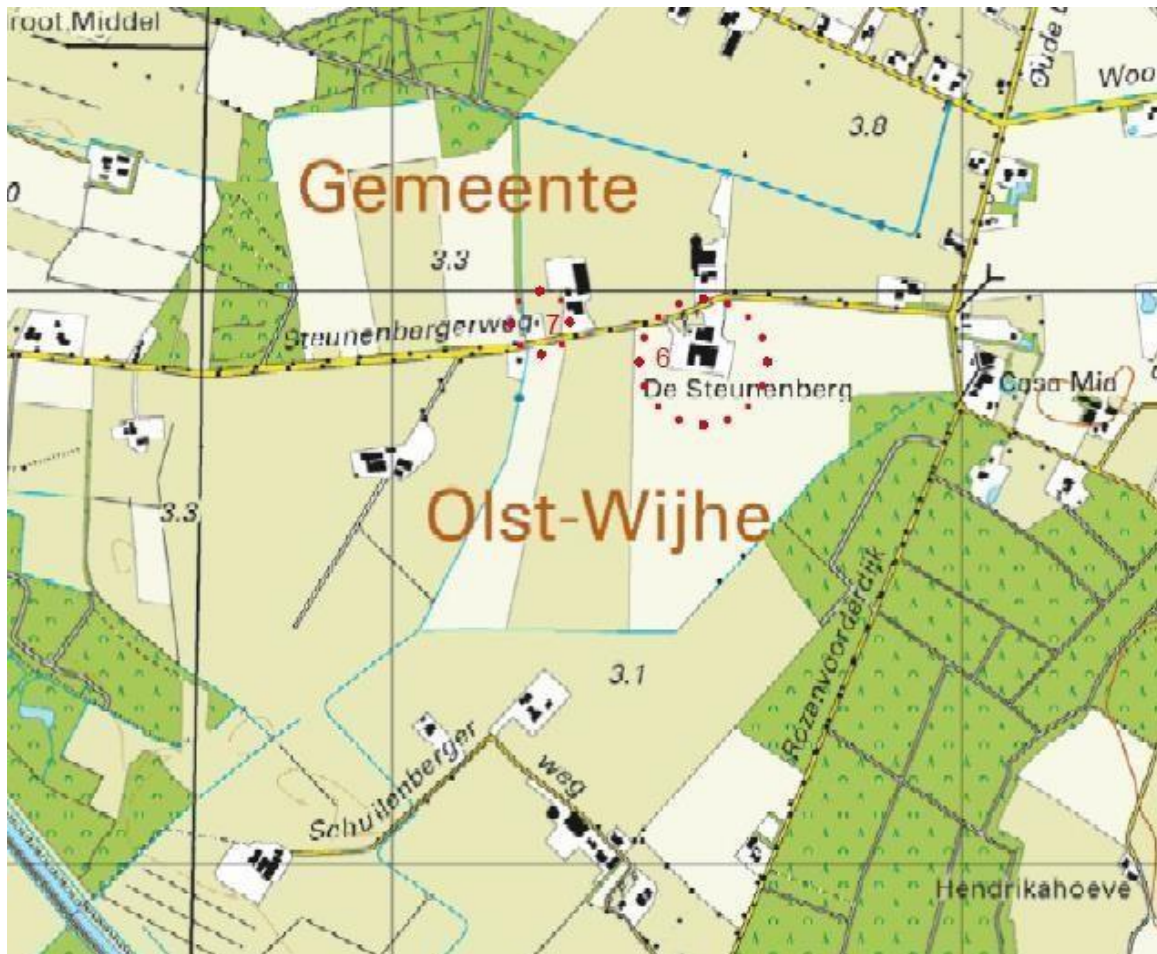 root Middel
Oude
Woo
3.8
0
Gemeente
3.3
Steunenbergerweg
7
6
De Steunenberg
Casa Mia
Olst-Wijhe
3.3
Rozenvoorderdijk
3.1
Schuilenberger
weg
Hendrikahoeve